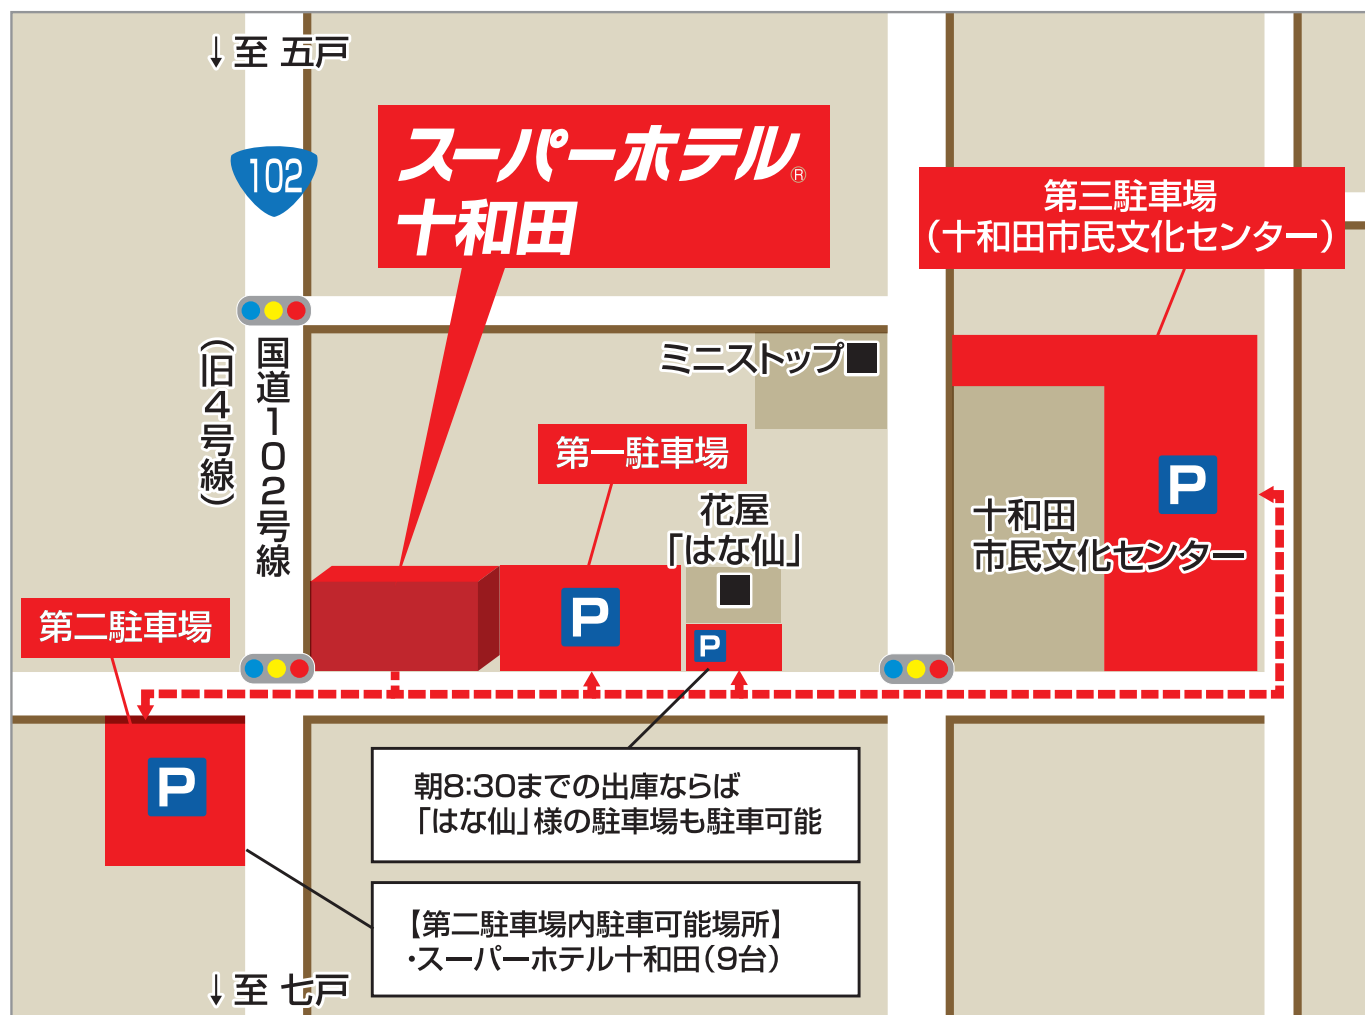 ↓至 五戸
102
スーパーホテル®
十和田
第三駐車場
（十和田市民文化センター）
国道102号線
（旧4号線）
ミニストップ■
第一駐車場
花屋
「はな仙」
P
P
P
十和田
市民文化センター
第二駐車場
P
朝8:30までの出庫ならば
「はな仙」様の駐車場も駐車可能
【第二駐車場内駐車可能場所】
・スーパーホテル十和田（9台）
↓至 七戸